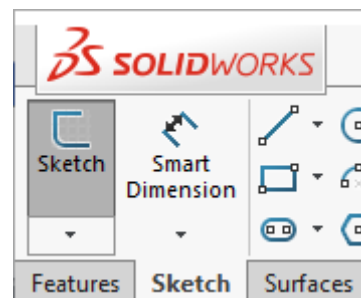 SOLIDWORKS
Sketch
Smart
Dimension
Features Sketch Surfaces